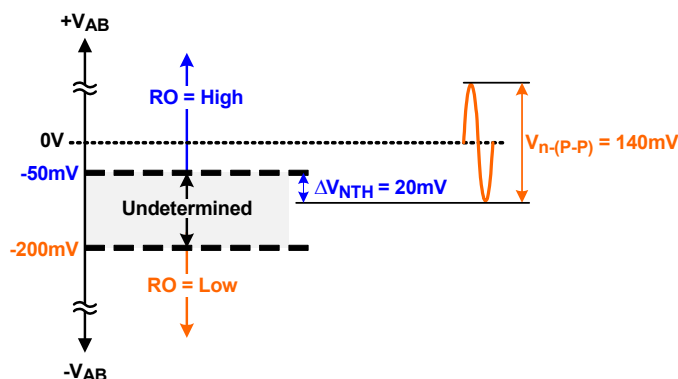 +VAB
RO = High
0V
Vn-(P-P) = 140mV
-50mV
ΔVNTH = 20mV
Undetermined
-200mV
RO = Low
-VAB